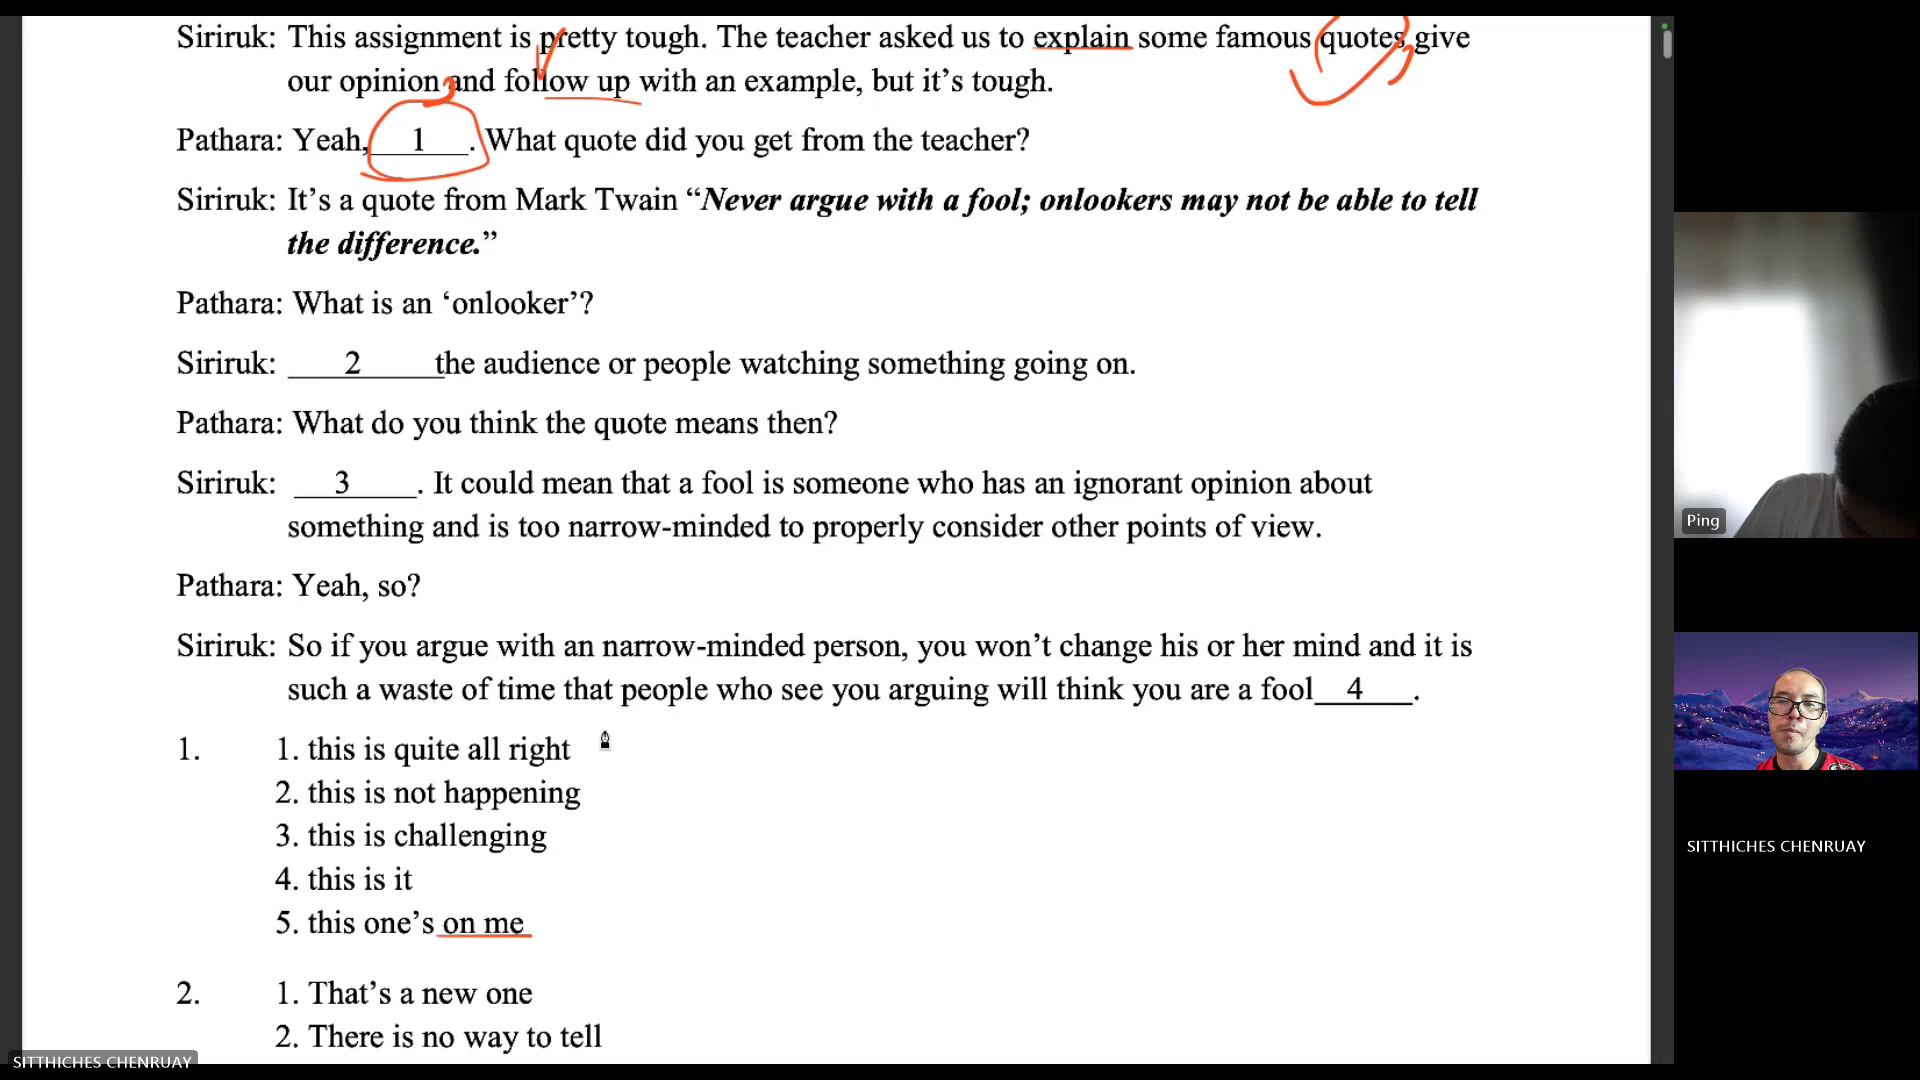 Siriruk: This assignment is pretty tough. The teacher asked us to explain some famous quotes, give
our opinion and follow up with an example, but it's tough.
Pathara: Yeah, 1 . What quote did you get from the teacher?
Siriruk: It's a quote from Mark Twain “Never argue with a fool; onlookers may not be able to tell
the difference.”
Pathara: What is an ‘onlooker’?
Siriruk: 2 the audience or people watching something going on.
Pathara: What do you think the quote means then?
Siriruk: 3 . It could mean that a fool is someone who has an ignorant opinion about
something and is too narrow-minded to properly consider other points of view.
Pathara: Yeah, so?
Siriruk: So if you argue with an narrow-minded person, you won't change his or her mind and it is
such a waste of time that people who see you arguing will think you are a fool 4 .
1. 1. this is quite all right
2. this is not happening
3. this is challenging
4. this is it
5. this one's on me
2. 1. That's a new one
2. There is no way to tell
SITTHICHES CHENRUAY
Ping
SITTHICHES CHENRUAY